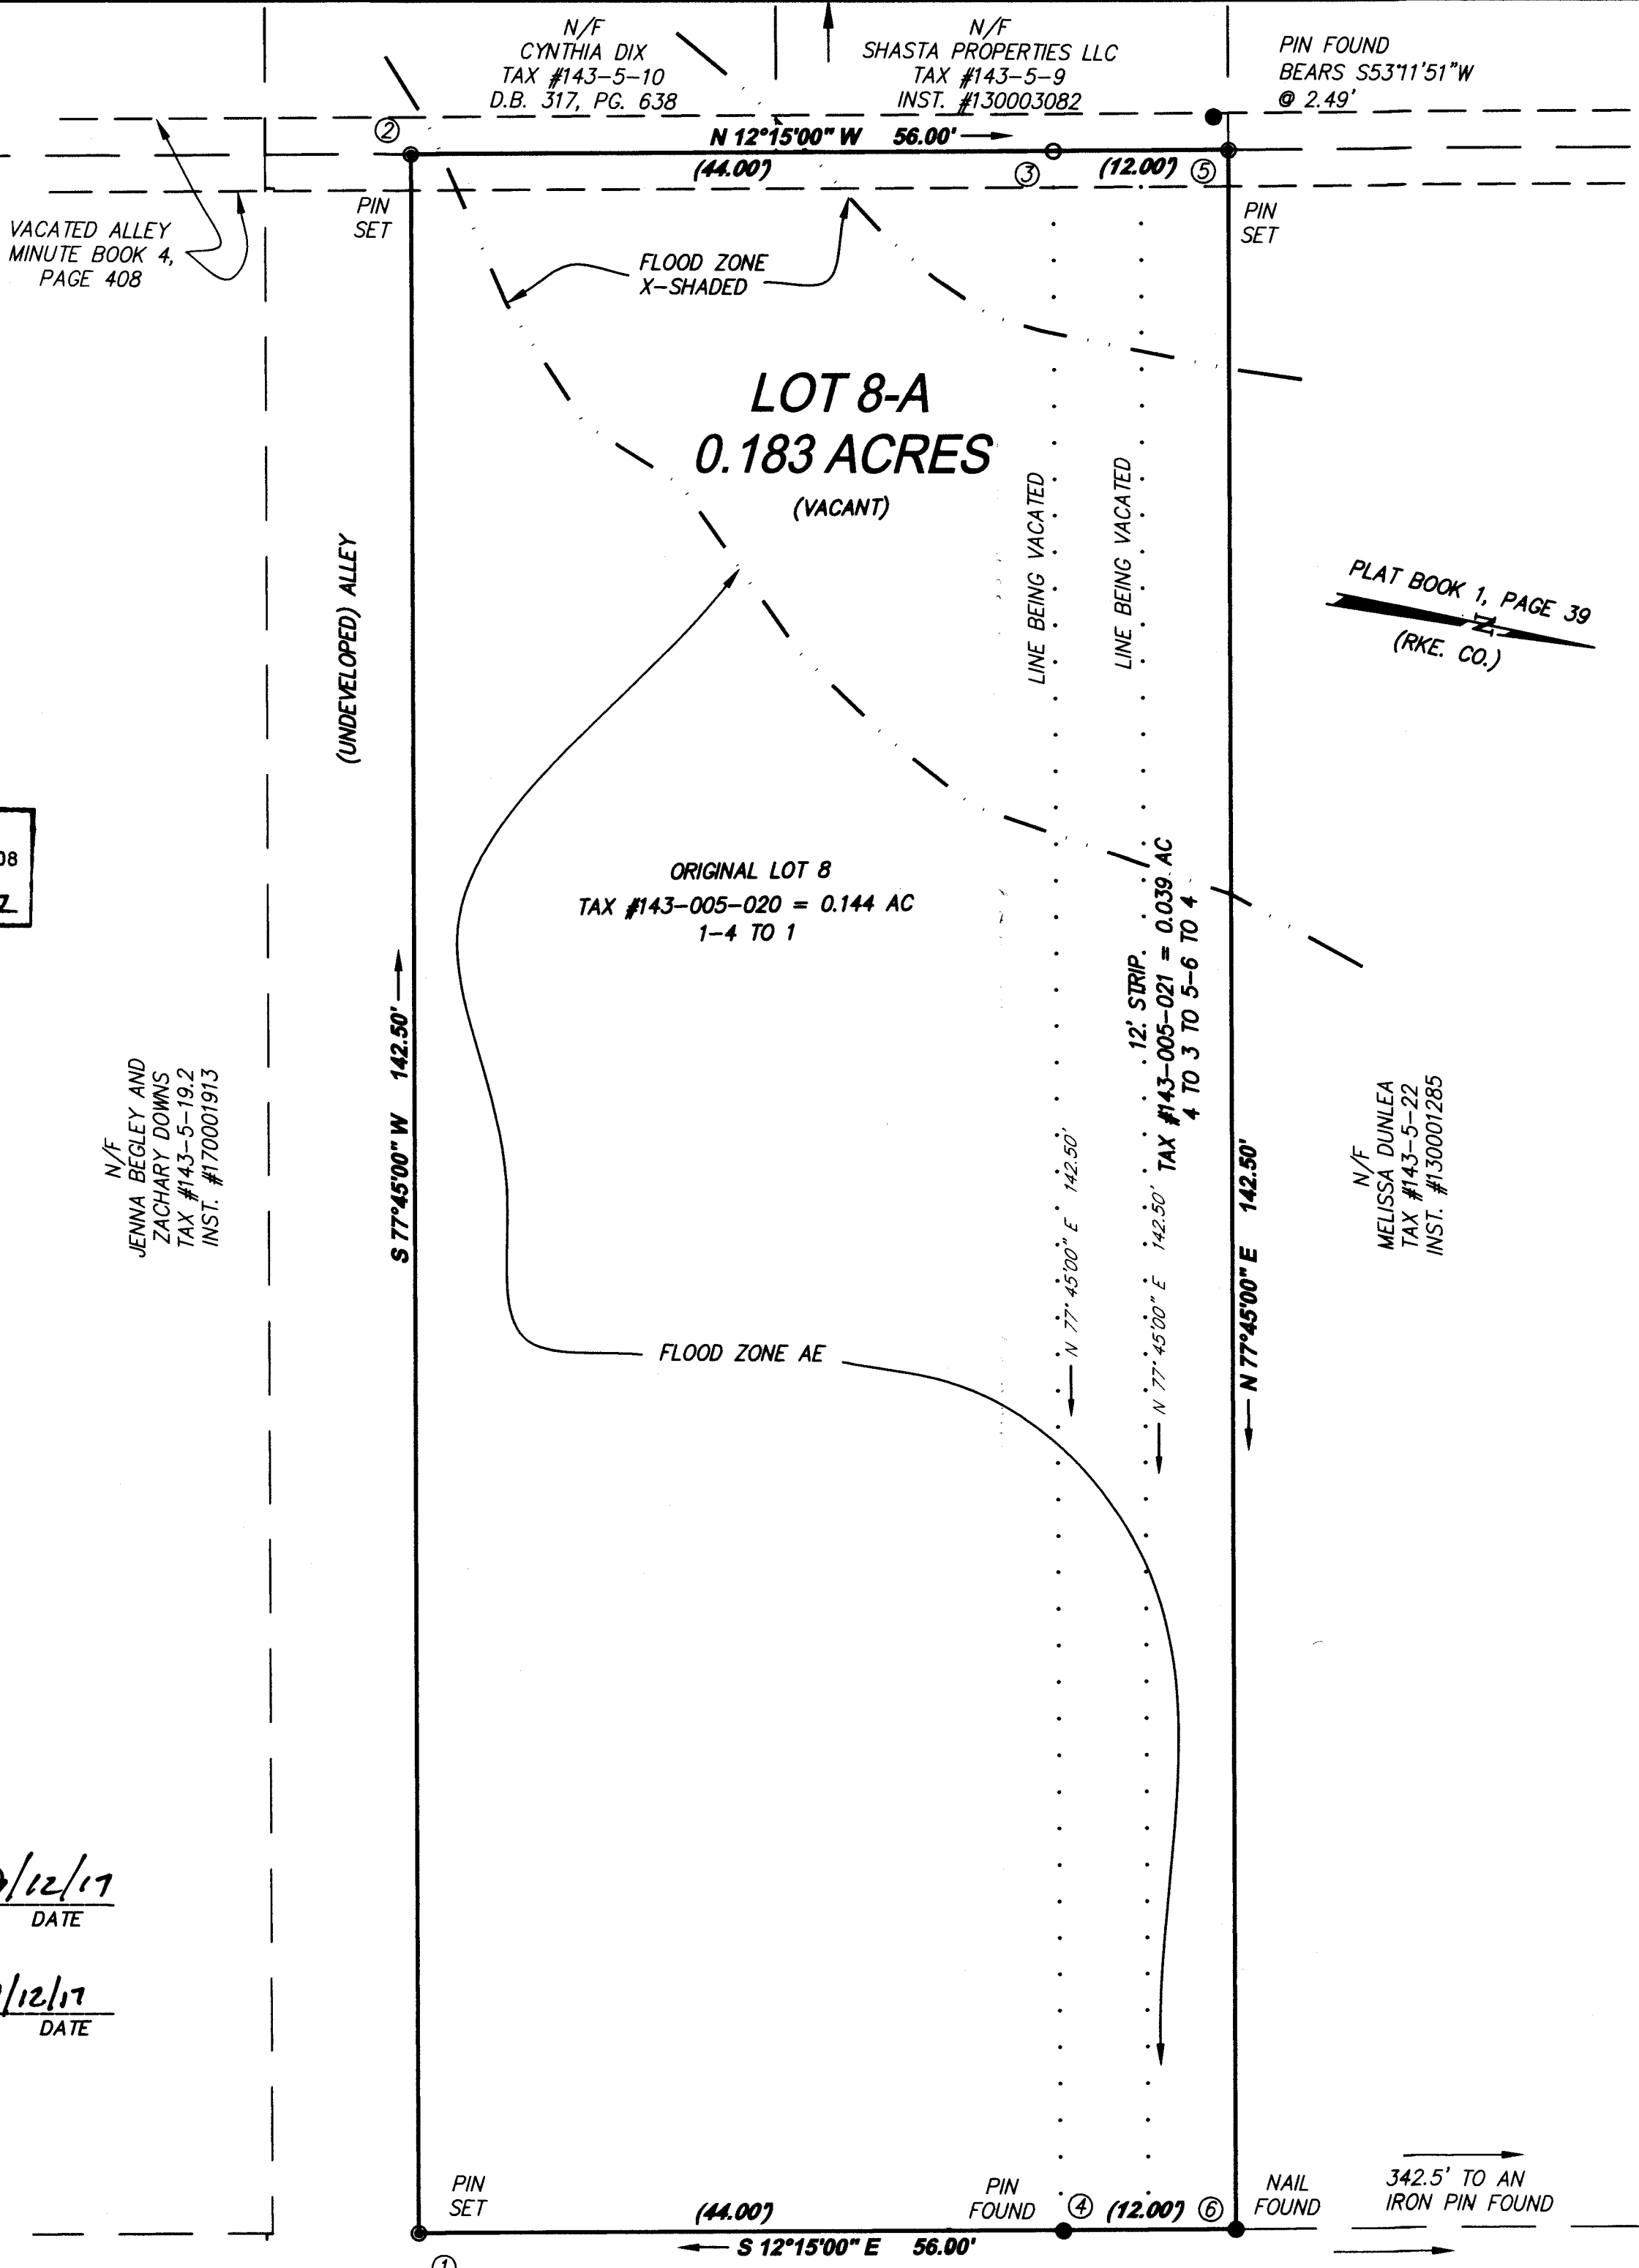 N/F
CYNTHIA DIX
TAX #143-5-10
D.B. 317, PG. 638
N/F
SHASTA PROPERTIES LLC
TAX #143-5-9
INST. #130003082
PIN FOUND
BEARS S53°11'51"W
@ 2.49'
②
N 12°15'00" W 56.00'
(44.00')
③
(12.00')
⑤
PIN
SET
PIN
SET
VACATED ALLEY
MINUTE BOOK 4,
PAGE 408
FLOOD ZONE
X-SHADED
LOT 8-A
0.183 ACRES
(VACANT)
LINE BEING VACATED
LINE BEING VACATED
(UNDEVELOPED) ALLEY
PLAT BOOK 1, PAGE 39
N
(RKE. CO.)
08
ORIGINAL LOT 8
TAX #143-005-020 = 0.144 AC
1-4 TO 1
12' STRIP
TAX #143-005-021 = 0.039 AC
4 TO 3 TO 5-6 TO 4
S 77°45'00" W 142.50'
N 77°45'00" E 142.50'
N 77°45'00" E 142.50'
N 77°45'00" E 142.50'
N/F
JENNA BEGLEY AND
ZACHARY DOWNS
TAX #143-5-19.2
INST. #170001913
N/F
MELISSA DUNLEA
TAX #143-5-22
INST. #130001285
FLOOD ZONE AE
/12/17
DATE
/12/17
DATE
PIN
SET
PIN
FOUND
④
(44.00')
(12.00')
⑥
NAIL
FOUND
342.5' TO AN
IRON PIN FOUND
S 12°15'00" E 56.00'
①